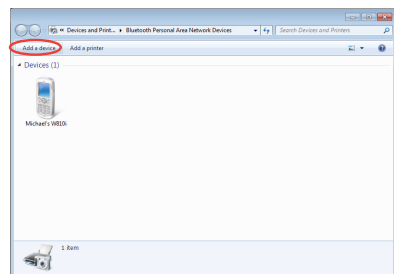 « Devices and Print... ▸ Bluetooth Personal Area Network Devices
Search Devices and Printers
Add a device Add a printer
Devices (1)
Michael's W810i
1 item